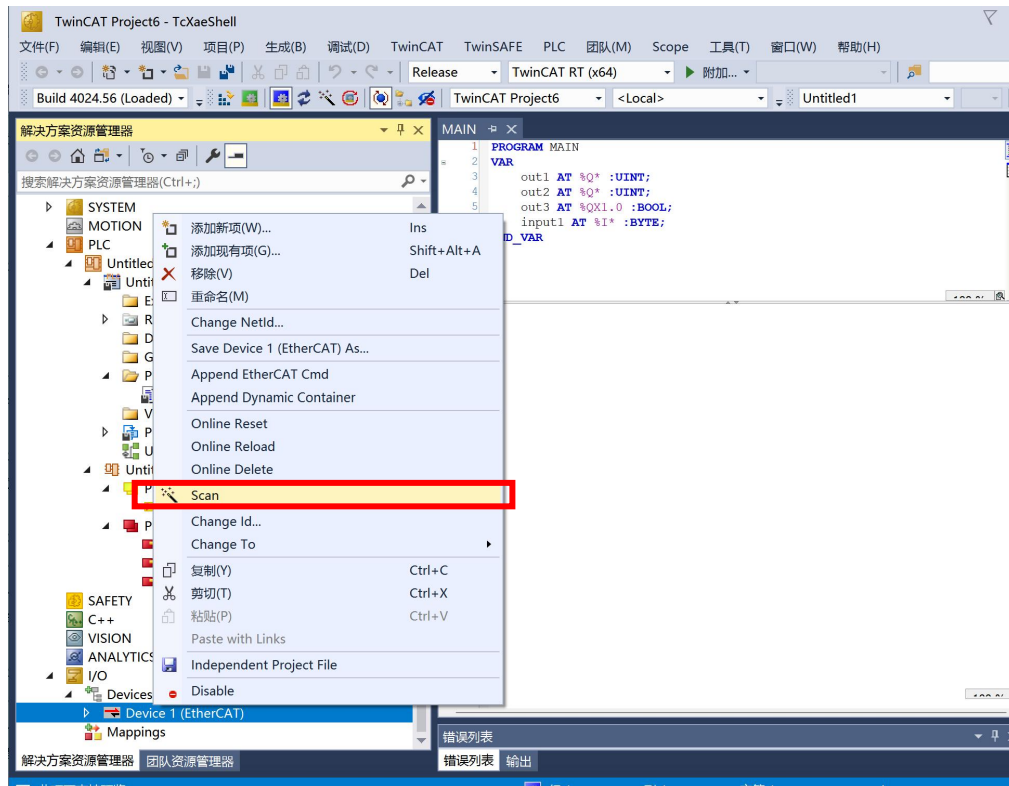 TwinCAT Project6 - TcXaeShell
文件(F) 编辑(E) 视图(V) 项目(P) 生成(B) 调试(D) TwinCAT TwinSAFE PLC 团队(M) Scope 工具(T) 窗口(W) 帮助(H)
Release TwinCAT RT (x64) 附加...
Build 4024.56 (Loaded) TwinCAT Project6 <Local> Untitled1
解决方案资源管理器
搜索解决方案资源管理器(Ctrl+;)
SYSTEM
MOTION
PLC
Untitled
Untit
E
R
D
G
P
V
P
U
Untit
P
P
SAFETY
C++
VISION
ANALYTICS
I/O
Devices
Device 1 (EtherCAT)
Mappings
解决方案资源管理器 团队资源管理器
添加新项(W)... Ins
添加现有项(G)... Shift+Alt+A
移除(V) Del
重命名(M)
Change NetId...
Save Device 1 (EtherCAT) As...
Append EtherCAT Cmd
Append Dynamic Container
Online Reset
Online Reload
Online Delete
Scan
Change Id...
Change To
复制(Y) Ctrl+C
剪切(T) Ctrl+X
粘贴(P) Ctrl+V
Paste with Links
Independent Project File
Disable
MAIN
1 PROGRAM MAIN
2 VAR
3 out1 AT %Q* :UINT;
4 out2 AT %Q* :UINT;
5 out3 AT %QX1.0 :BOOL;
input1 AT %I* :BYTE;
ND_VAR
错误列表
错误列表 输出